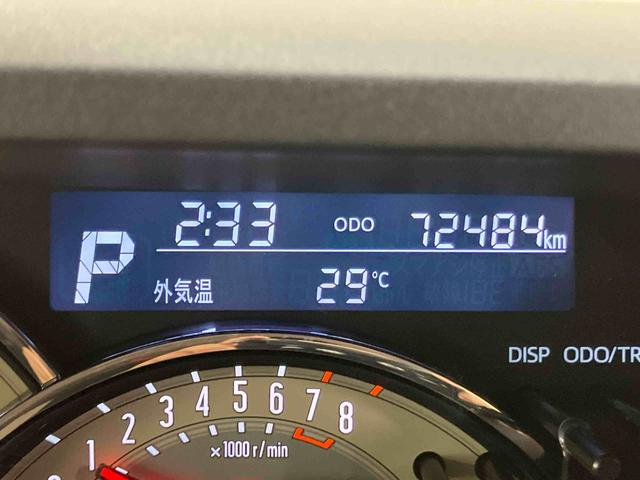 2:33 ODO 72484km
P
外気温 29℃
DISP ODO/TR
1 2 3 4 5 6 7 8
×1000 r/min